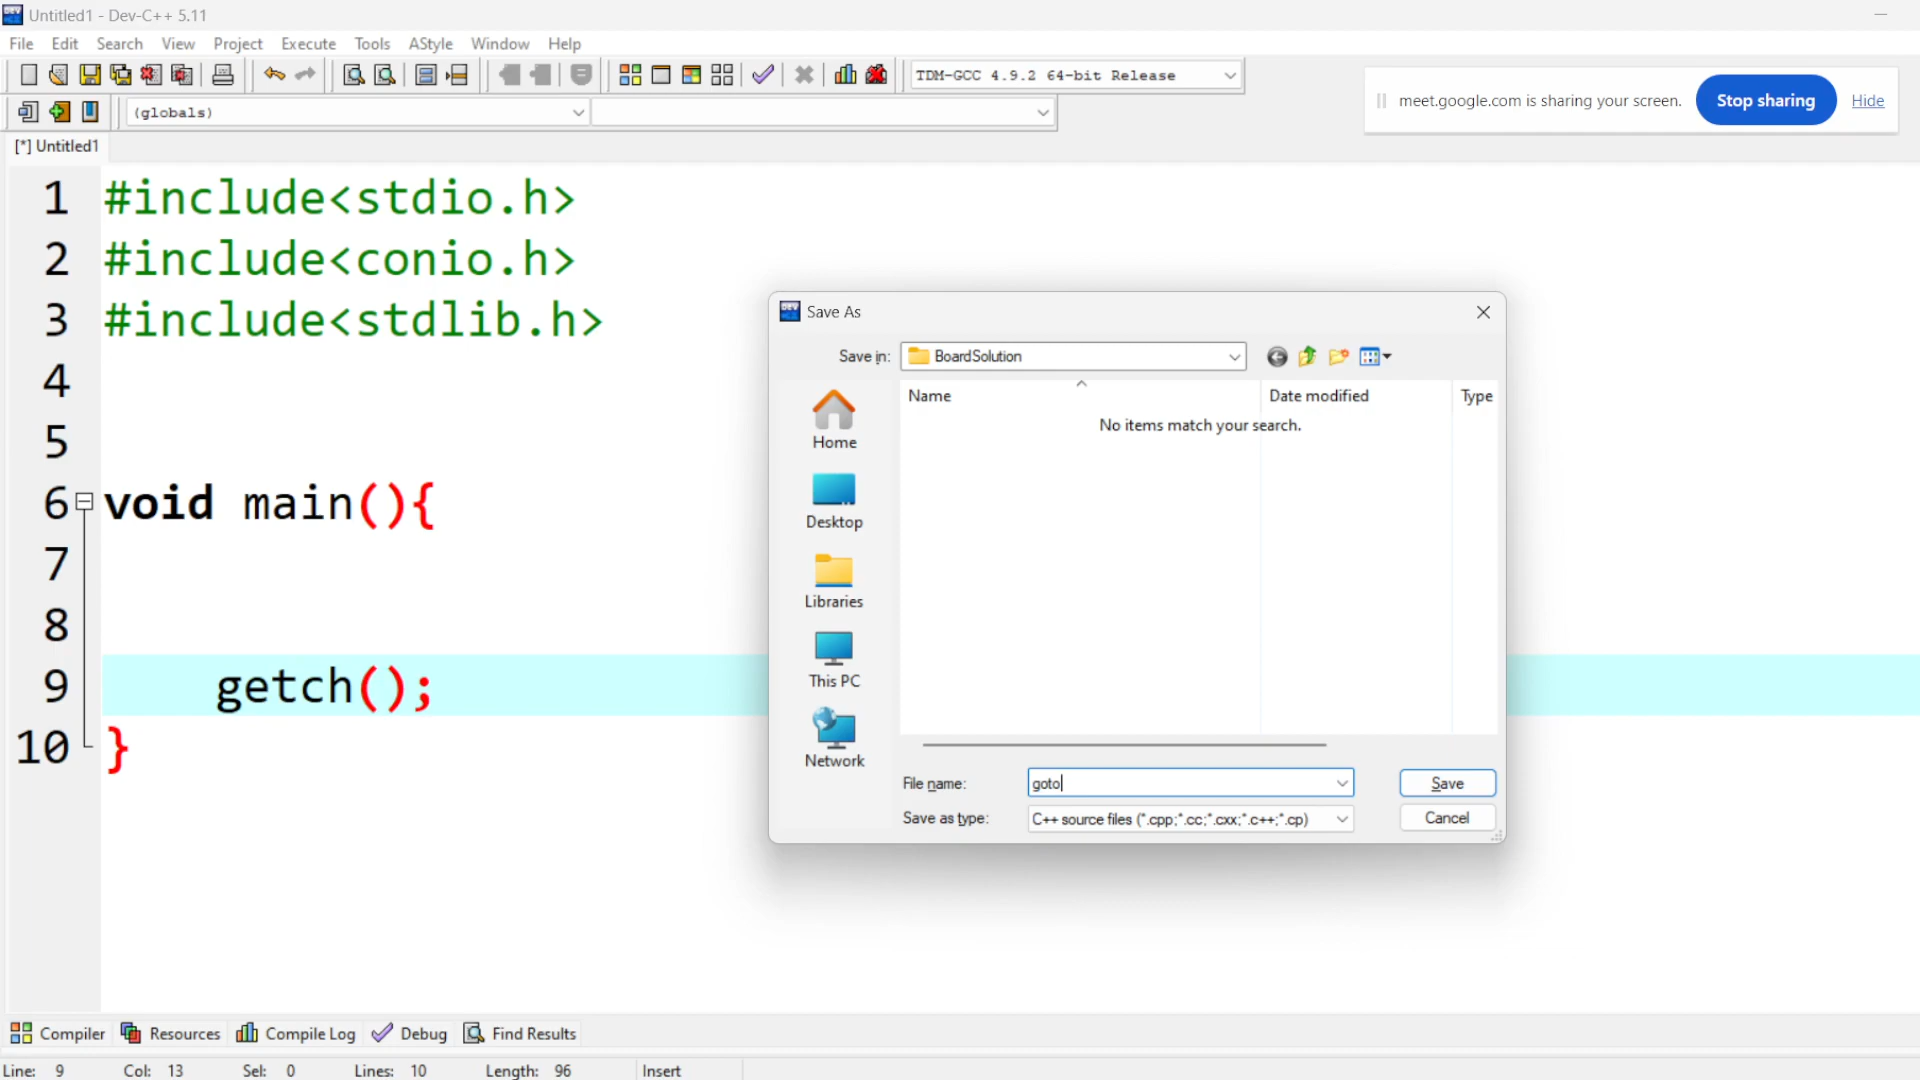 Untitled1 - Dev-C++ 5.11
File Edit Search View Project Execute Tools AStyle Window Help
TDM-GCC 4.9.2 64-bit Release
meet.google.com is sharing your screen. Stop sharing Hide
(globals)
[*] Untitled1
1 #include<stdio.h>
2 #include<conio.h>
3 #include<stdlib.h>
4
5
6 void main(){
7
8
9 getch();
10 }
Save As
Save in: BoardSolution
Name Date modified Type
No items match your search.
Home
Desktop
Libraries
This PC
Network
File name: goto Save
Save as type: C++ source files (*.cpp;*.cc;*.cxx;*.c++;*.cp) Cancel
Compiler Resources Compile Log Debug Find Results
Line: 9 Col: 13 Sel: 0 Lines: 10 Length: 96 Insert